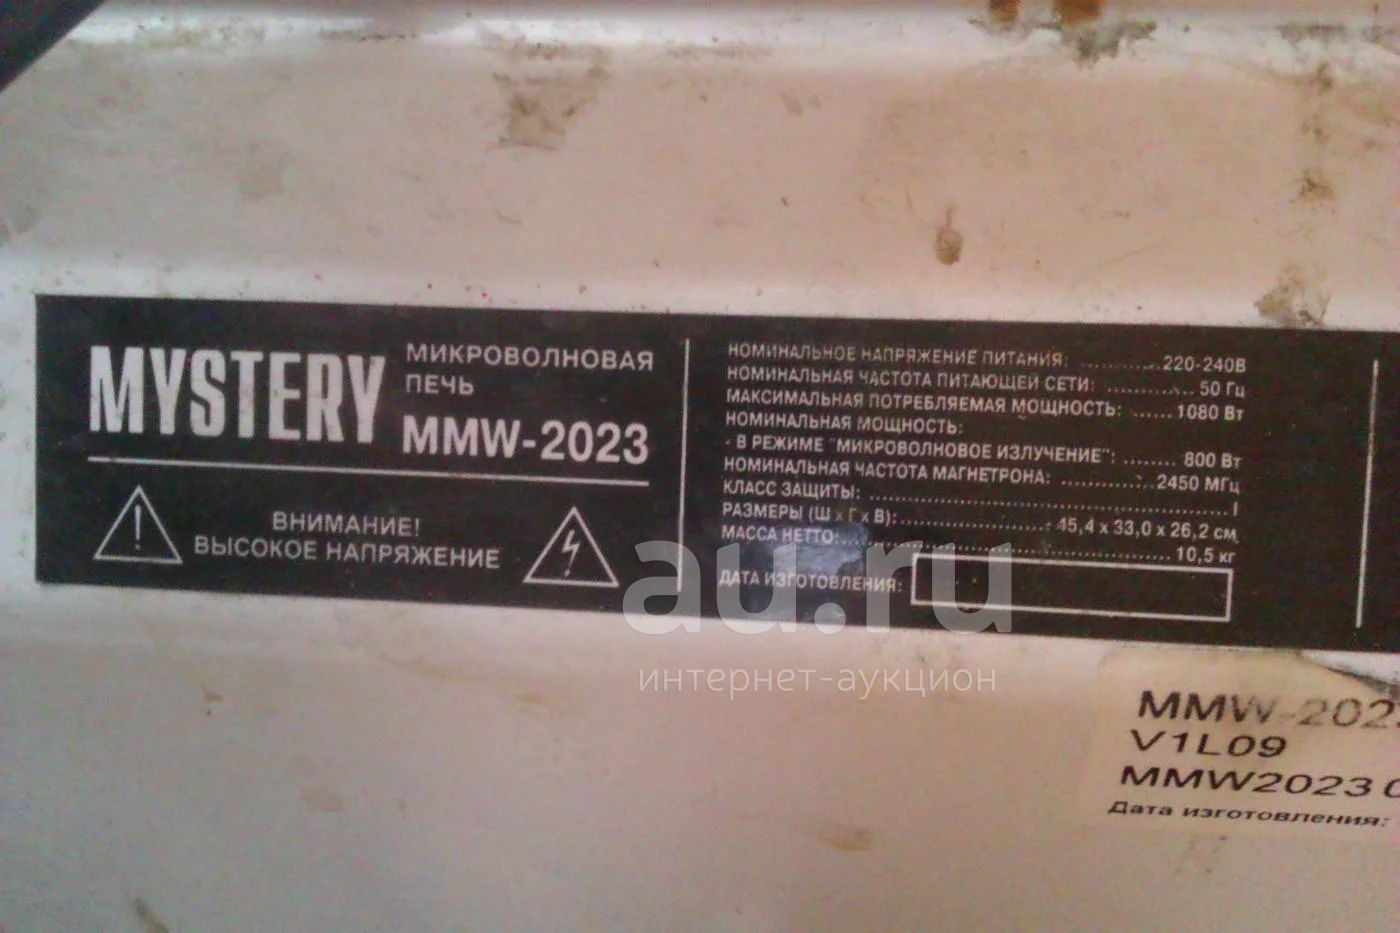 MYSTERY
МИКРОВОЛНОВАЯ
ПЕЧЬ
MMW-2023
ВНИМАНИЕ!
ВЫСОКОЕ НАПРЯЖЕНИЕ
НОМИНАЛЬНОЕ НАПРЯЖЕНИЕ ПИТАНИЯ: ............220-240В
НОМИНАЛЬНАЯ ЧАСТОТА ПИТАЮЩЕЙ СЕТИ: ............ 50 Гц
МАКСИМАЛЬНАЯ ПОТРЕБЛЯЕМАЯ МОЩНОСТЬ: ...... 1080 Вт
НОМИНАЛЬНАЯ МОЩНОСТЬ:
- В РЕЖИМЕ "МИКРОВОЛНОВОЕ ИЗЛУЧЕНИЕ": ........ 800 Вт
НОМИНАЛЬНАЯ ЧАСТОТА МАГНЕТРОНА: ..............2450 МГц
КЛАСС ЗАЩИТЫ: ..................................................I
РАЗМЕРЫ (Ш x Г x В):......................45,4 x 33,0 x 26,2 см
МАССА НЕТТО:.............................................. 10,5 кг
ДАТА ИЗГОТОВЛЕНИЯ:
au.ru
интернет-аукцион
MMW-202
V1L09
MMW2023
Дата изготовления: